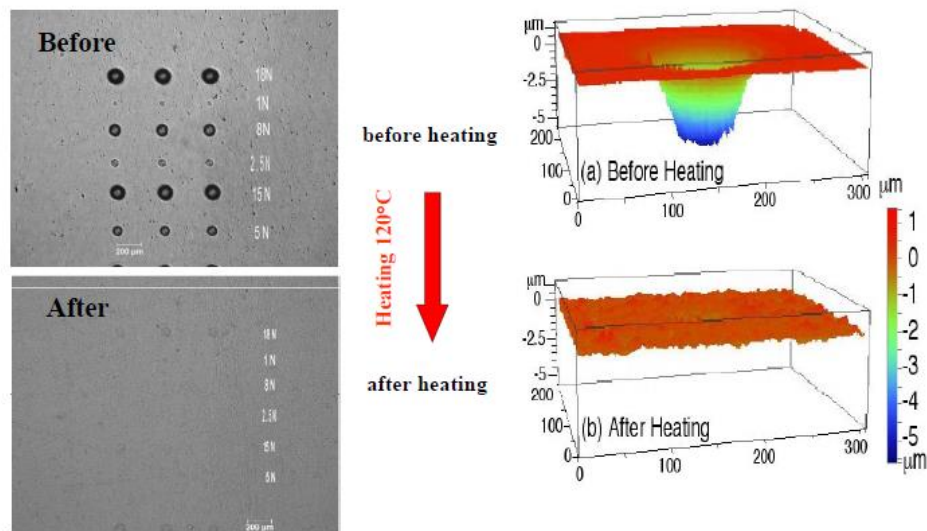 Before
18N
1N
8N
2.5N
15N
5N
200 µm
After
18N
1N
8N
2.5N
15N
5N
200 µm
before heating
Heating 120°C
after heating
µm
0
-2.5
-5
200
100
0
(a) Before Heating
0
100
200
300
µm
µm
0
-2.5
-5
200
100
0
(b) After Heating
0
100
200
300
1
0
-1
-2
-3
-4
-5
µm